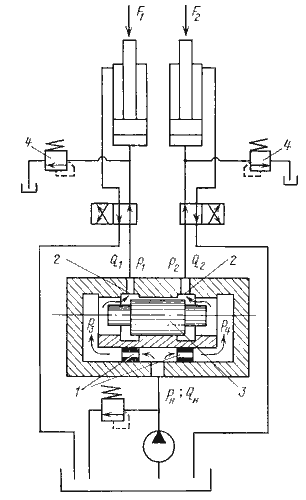 F₁ F₂
4 4
Q₁ p₁ p₂ Q₂
2 2
p₃ p₄
1 pн ; Qн 3